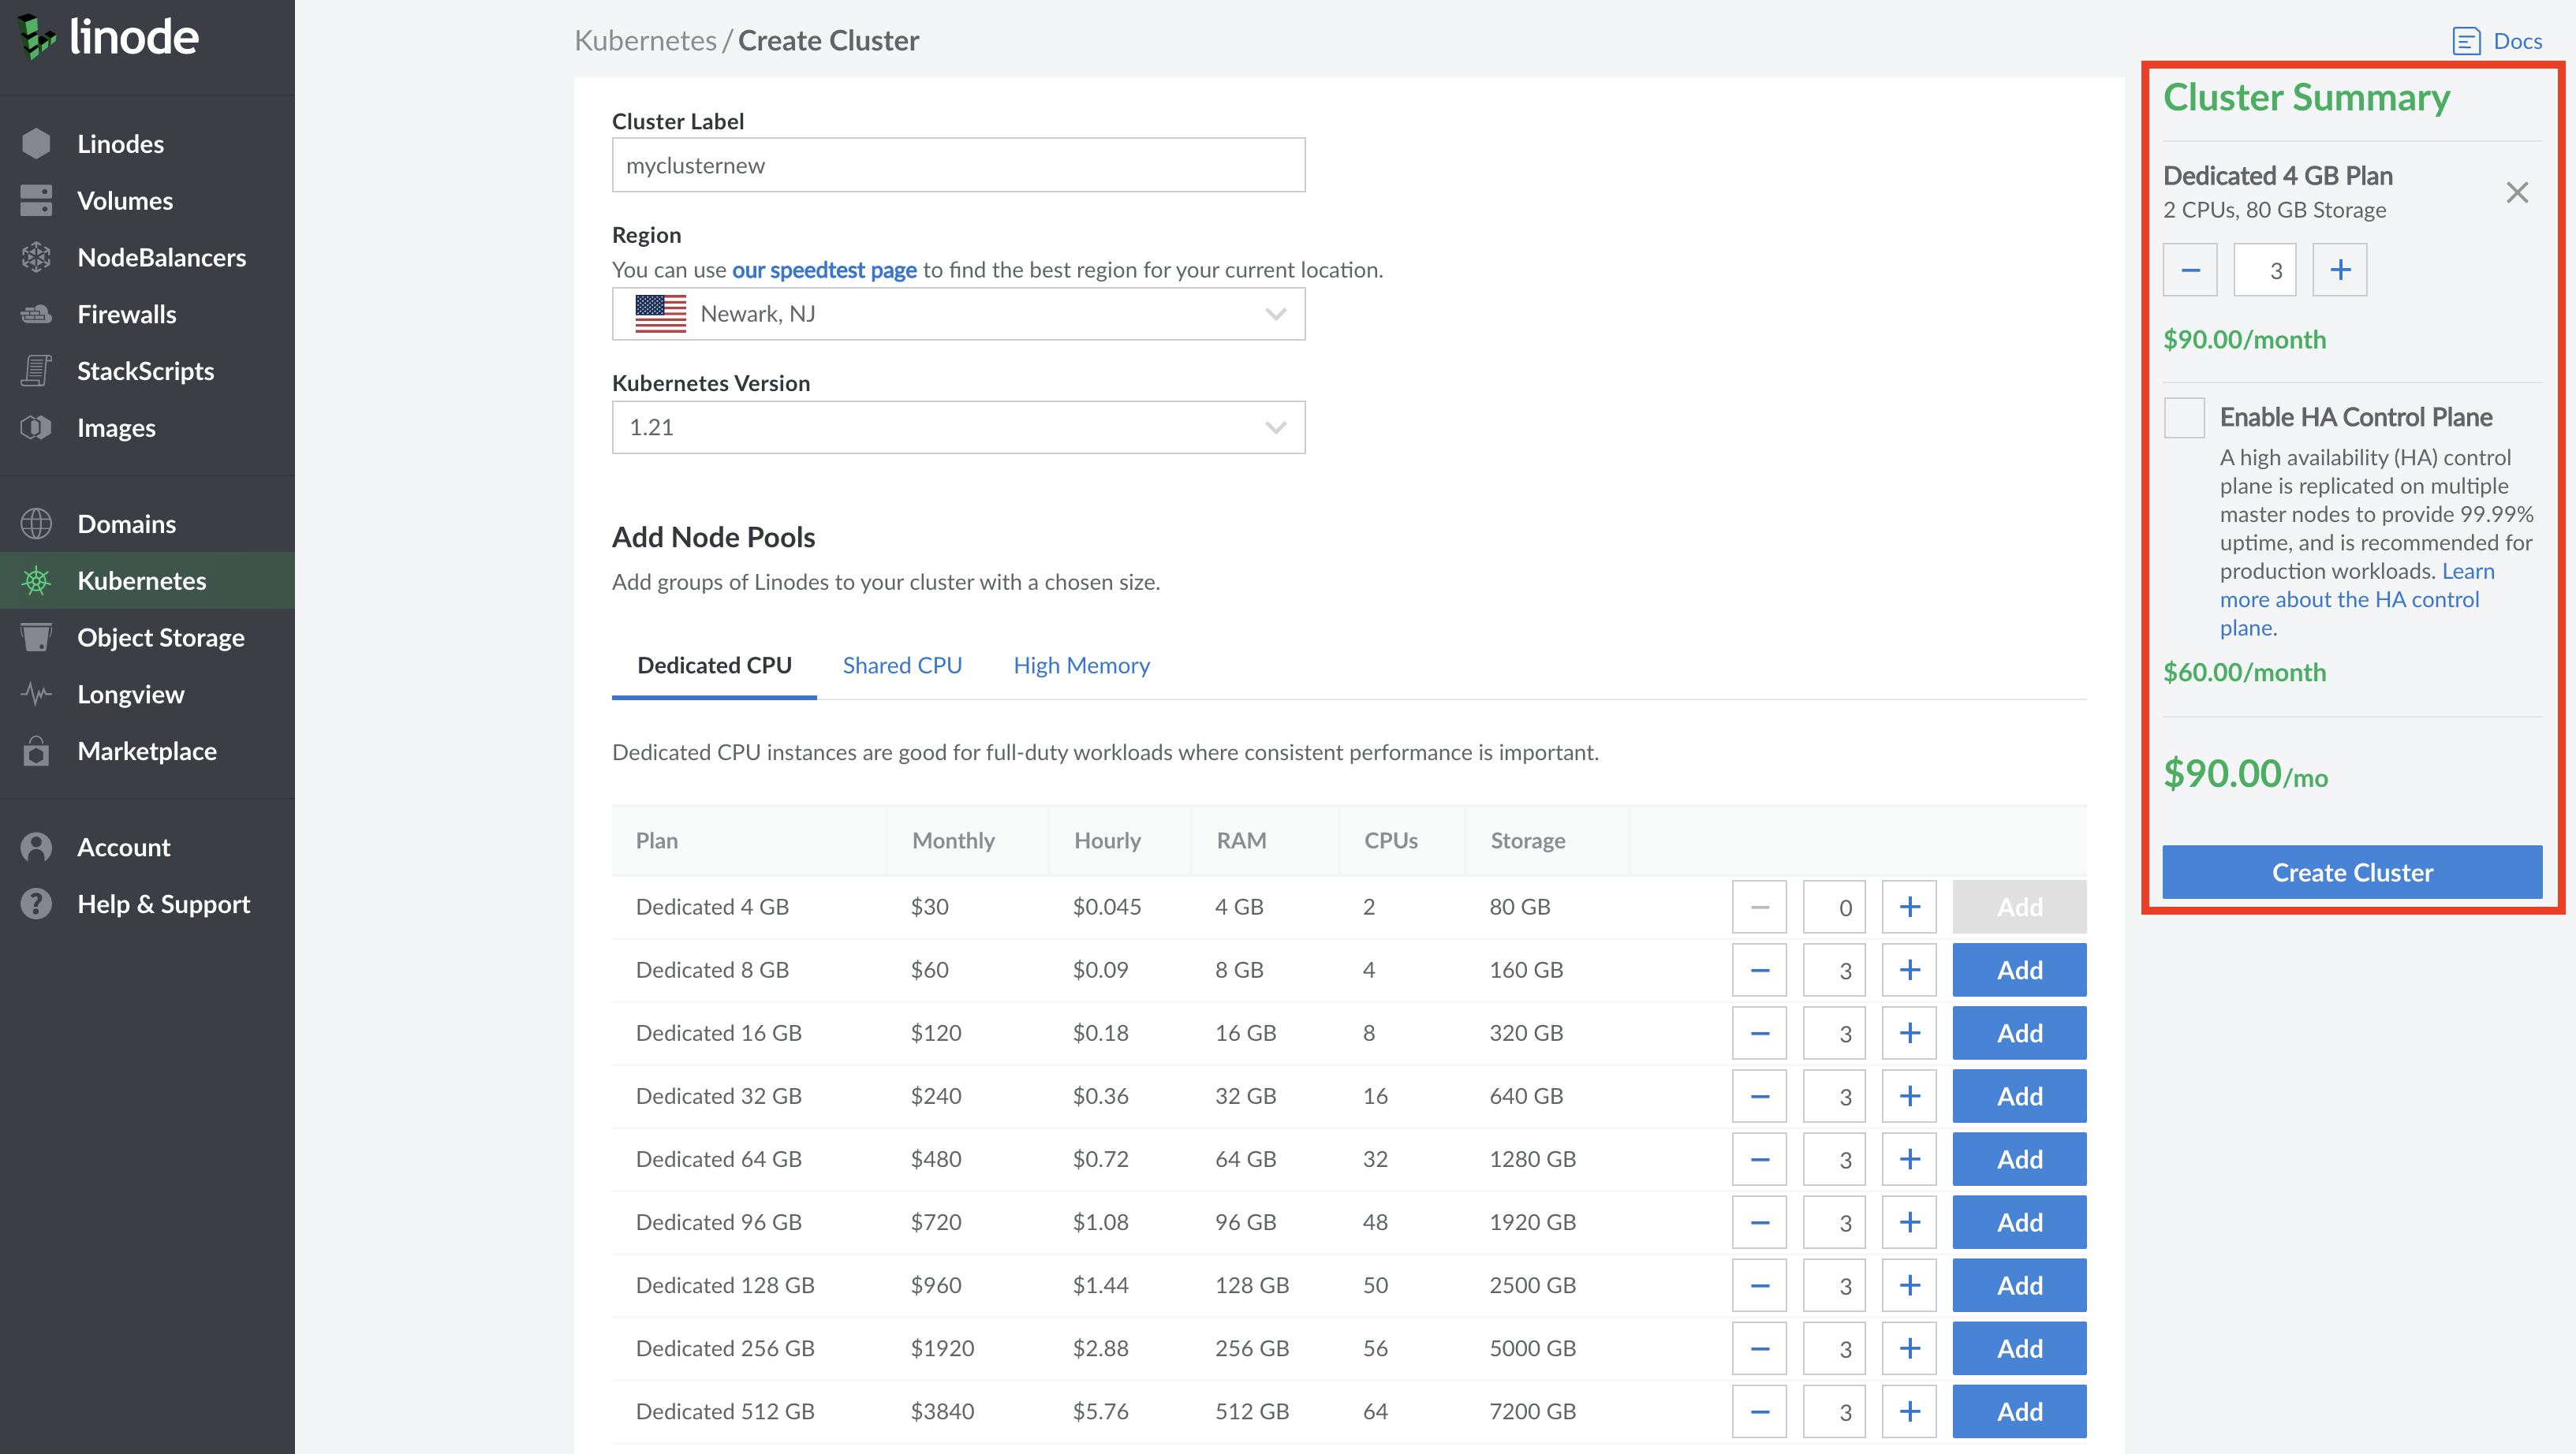 linode
Linodes
Volumes
NodeBalancers
Firewalls
StackScripts
Images
Domains
Kubernetes
Object Storage
Longview
Marketplace
Account
Help & Support
Kubernetes / Create Cluster
Docs
Cluster Label
myclusternew
Region
You can use our speedtest page to find the best region for your current location.
Newark, NJ
Kubernetes Version
1.21
Add Node Pools
Add groups of Linodes to your cluster with a chosen size.
Dedicated CPU Shared CPU High Memory
Dedicated CPU instances are good for full-duty workloads where consistent performance is important.
Plan Monthly Hourly RAM CPUs Storage
Dedicated 4 GB $30 $0.045 4 GB 2 80 GB − 0 + Add
Dedicated 8 GB $60 $0.09 8 GB 4 160 GB − 3 + Add
Dedicated 16 GB $120 $0.18 16 GB 8 320 GB − 3 + Add
Dedicated 32 GB $240 $0.36 32 GB 16 640 GB − 3 + Add
Dedicated 64 GB $480 $0.72 64 GB 32 1280 GB − 3 + Add
Dedicated 96 GB $720 $1.08 96 GB 48 1920 GB − 3 + Add
Dedicated 128 GB $960 $1.44 128 GB 50 2500 GB − 3 + Add
Dedicated 256 GB $1920 $2.88 256 GB 56 5000 GB − 3 + Add
Dedicated 512 GB $3840 $5.76 512 GB 64 7200 GB − 3 + Add
Cluster Summary
Dedicated 4 GB Plan
2 CPUs, 80 GB Storage
− 3 +
$90.00/month
Enable HA Control Plane
A high availability (HA) control
plane is replicated on multiple
master nodes to provide 99.99%
uptime, and is recommended for
production workloads. Learn
more about the HA control
plane.
$60.00/month
$90.00/mo
Create Cluster